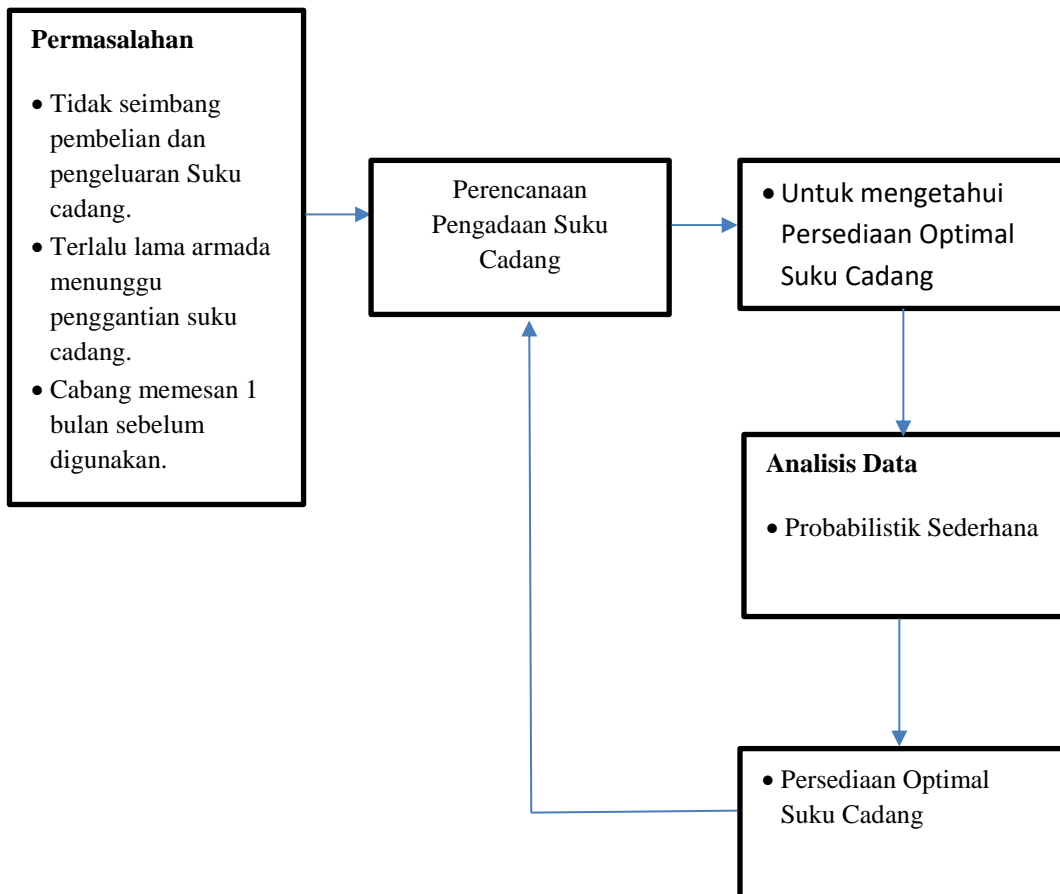 Permasalahan
• Tidak seimbang
pembelian dan
pengeluaran Suku
cadang.
• Terlalu lama armada
menunggu
penggantian suku
cadang.
• Cabang memesan 1
bulan sebelum
digunakan.
Perencanaan
Pengadaan Suku
Cadang
• Untuk mengetahui
Persediaan Optimal
Suku Cadang
Analisis Data
• Probabilistik Sederhana
• Persediaan Optimal
Suku Cadang